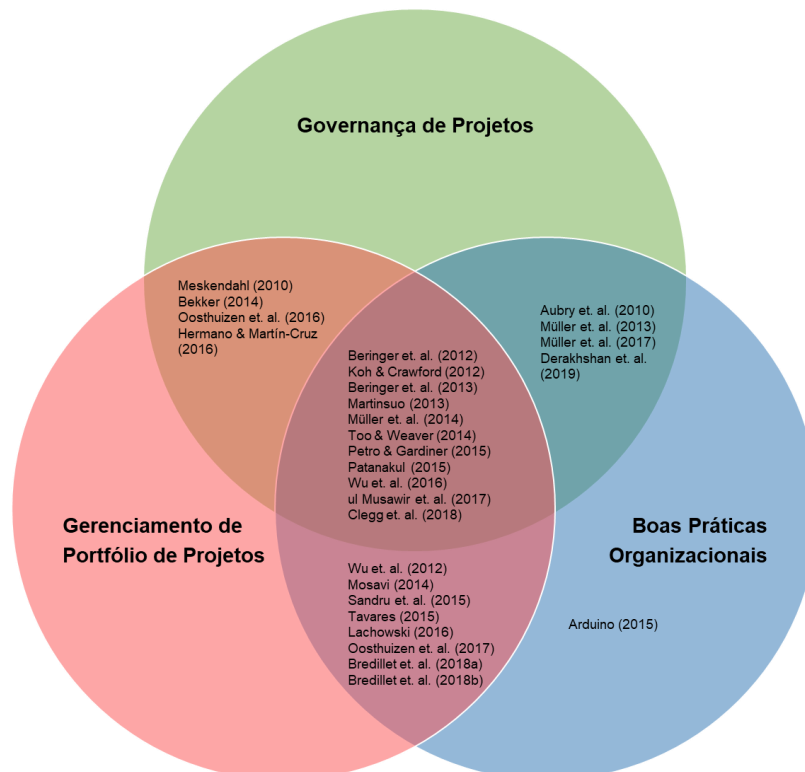 Governança de Projetos
Meskendahl (2010)
Bekker (2014)
Oosthuizen et. al. (2016)
Hermano & Martín-Cruz
(2016)
Aubry et. al. (2010)
Müller et. al. (2013)
Müller et. al. (2017)
Derakhshan et. al.
(2019)
Beringer et. al. (2012)
Koh & Crawford (2012)
Beringer et. al. (2013)
Martinsuo (2013)
Müller et. al. (2014)
Too & Weaver (2014)
Petro & Gardiner (2015)
Patanakul (2015)
Wu et. al. (2016)
ul Musawir et. al. (2017)
Clegg et. al. (2018)
Gerenciamento de
Portfólio de Projetos
Boas Práticas
Organizacionais
Wu et. al. (2012)
Mosavi (2014)
Sandru et. al. (2015)
Tavares (2015)
Lachowski (2016)
Oosthuizen et. al. (2017)
Bredillet et. al. (2018a)
Bredillet et. al. (2018b)
Arduino (2015)